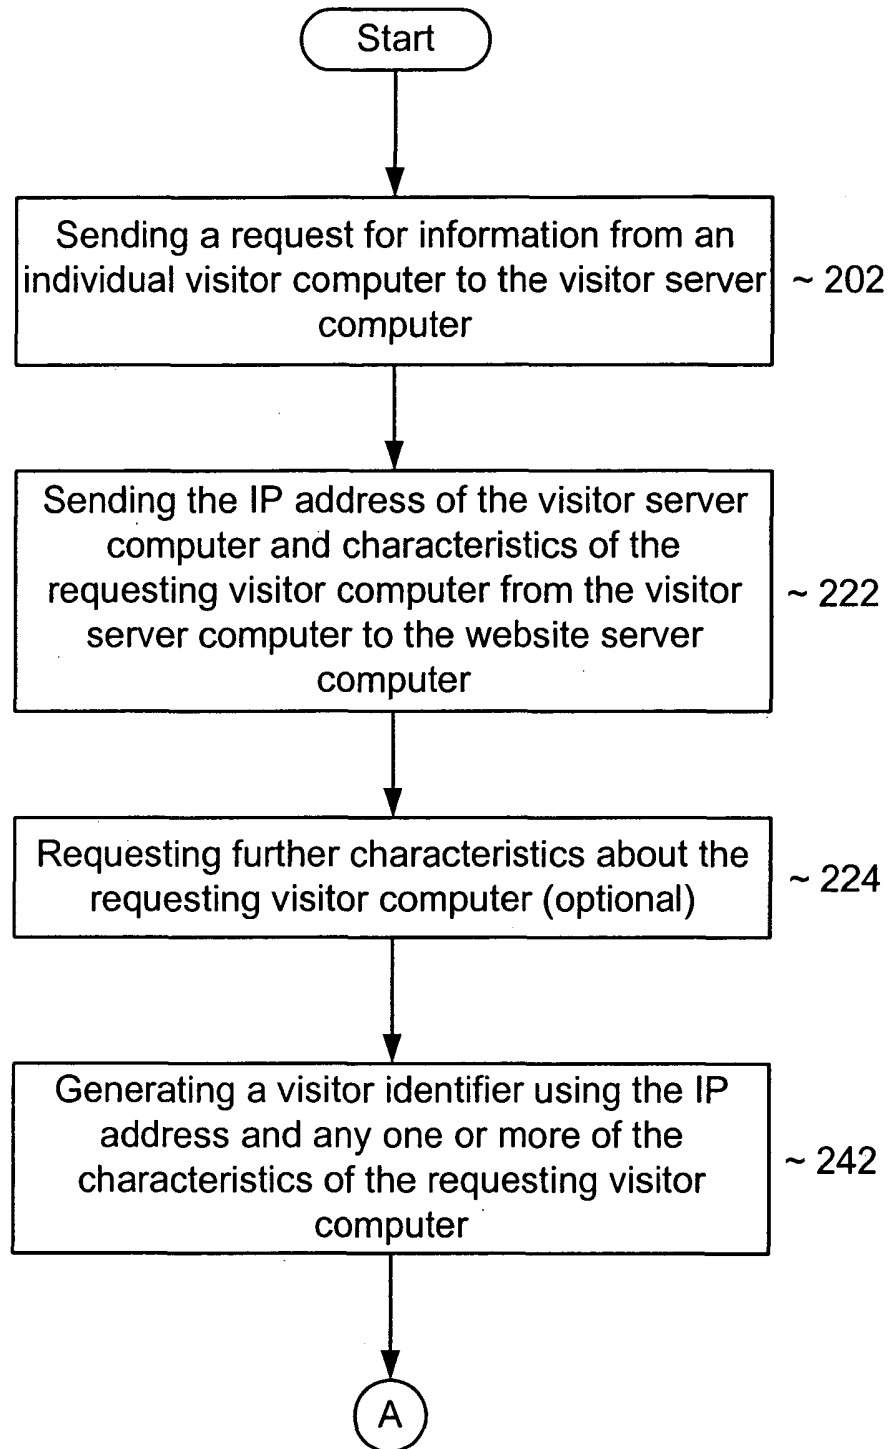 Start
Sending a request for information from an
individual visitor computer to the visitor server
computer
~ 202
Sending the IP address of the visitor server
computer and characteristics of the
requesting visitor computer from the visitor
server computer to the website server
computer
~ 222
Requesting further characteristics about the
requesting visitor computer (optional)
~ 224
Generating a visitor identifier using the IP
address and any one or more of the
characteristics of the requesting visitor
computer
~ 242
A